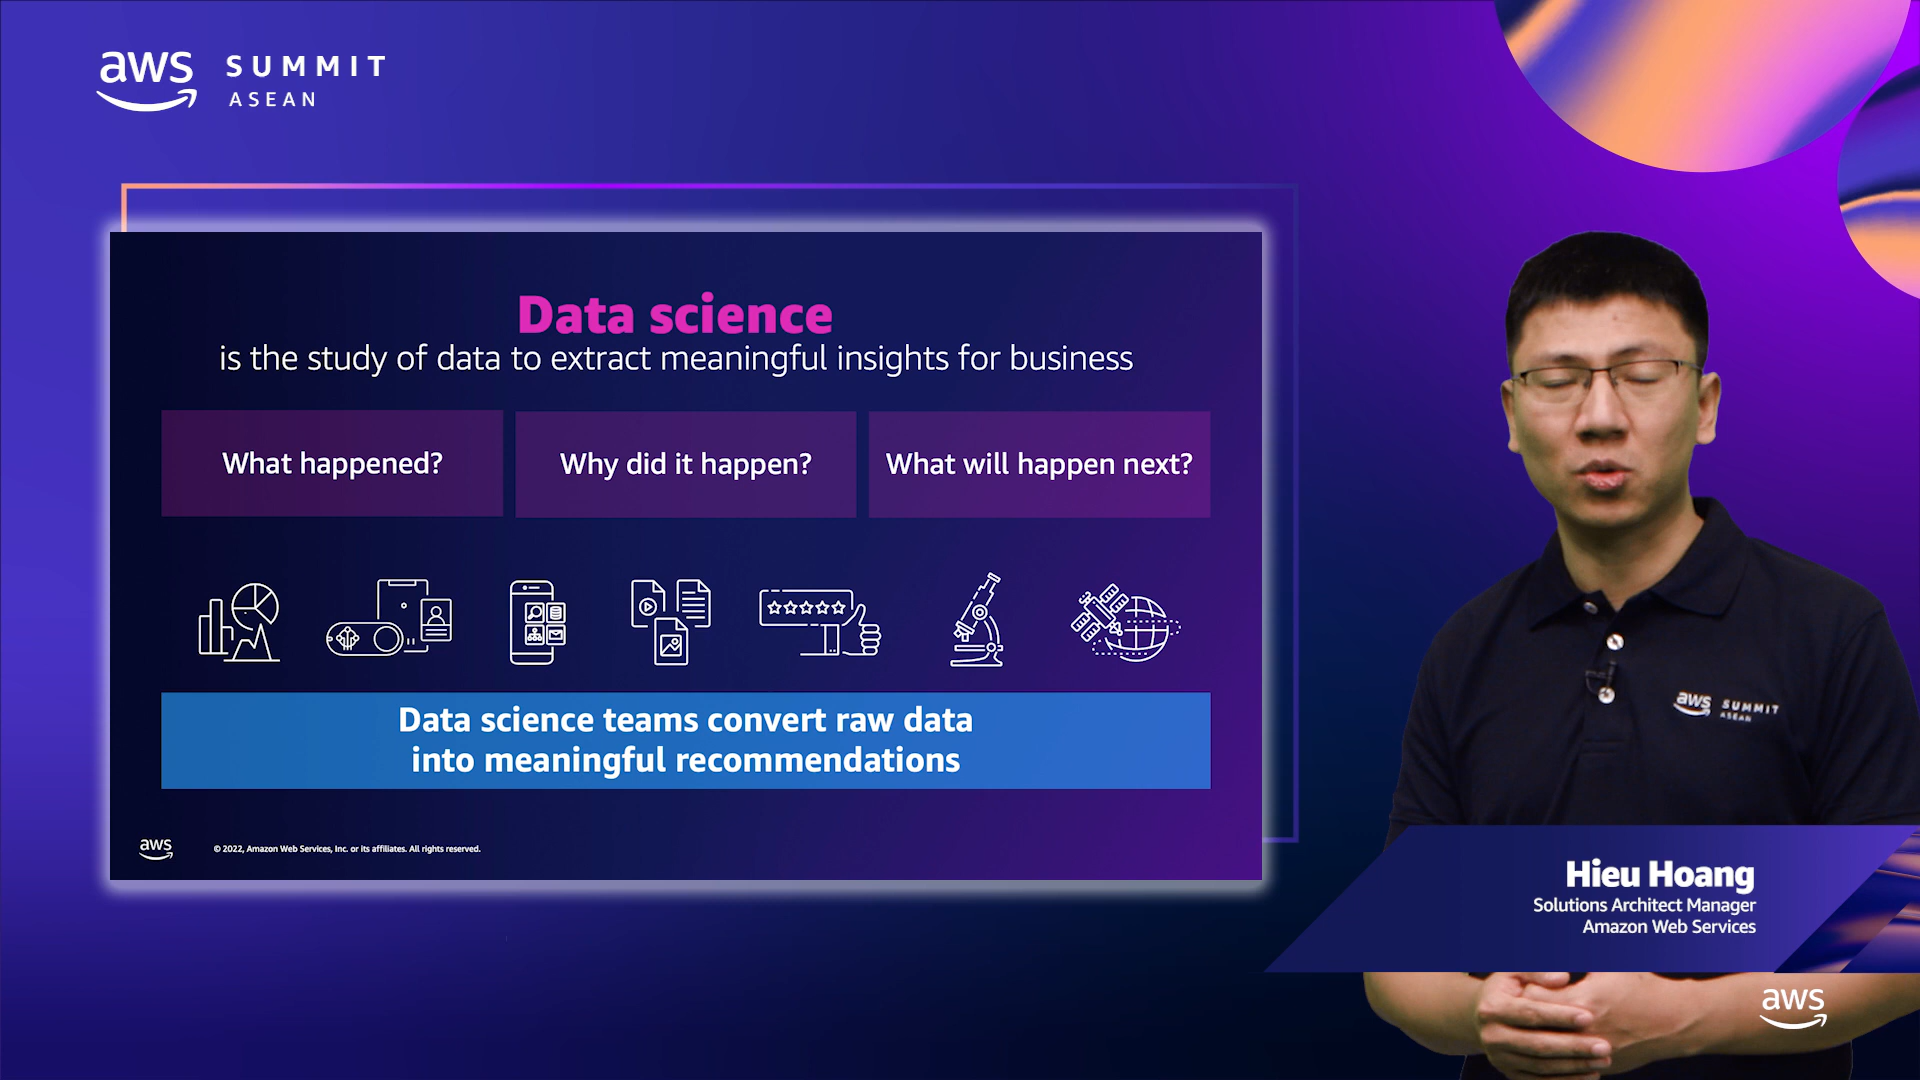 aws SUMMIT
ASEAN
Data science
is the study of data to extract meaningful insights for business
What happened?
Why did it happen?
What will happen next?
Data science teams convert raw data
into meaningful recommendations
aws
© 2022, Amazon Web Services, Inc. or its affiliates. All rights reserved.
aws SUMMIT
ASEAN
Hieu Hoang
Solutions Architect Manager
Amazon Web Services
aws